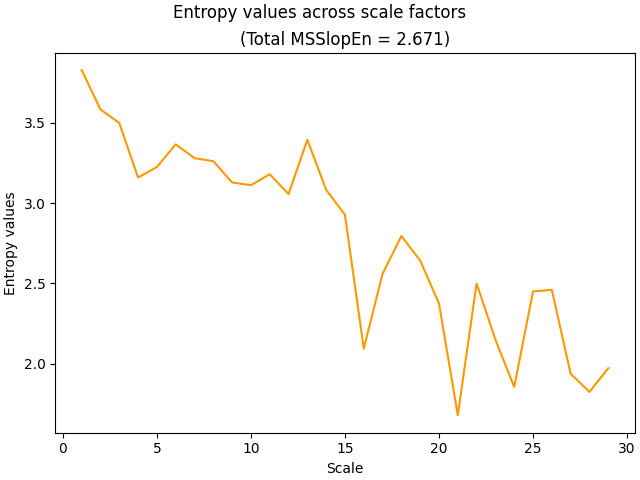 Entropy values across scale factors
(Total MSSlopEn = 2.671)
Entropy values
3.5
3.0
2.5
2.0
0 5 10 15 20 25 30
Scale